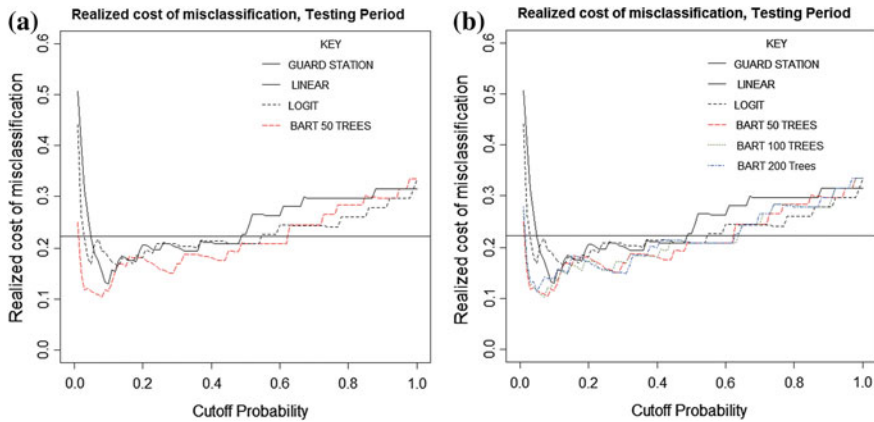 (a)
Realized cost of misclassification, Testing Period
Realized cost of misclassification
0.6
0.5
0.4
0.3
0.2
0.1
0.0
KEY
GUARD STATION
LINEAR
LOGIT
BART 50 TREES
0.0 0.2 0.4 0.6 0.8 1.0
Cutoff Probability
(b)
Realized cost of misclassification, Testing Period
Realized cost of misclassification
0.6
0.5
0.4
0.3
0.2
0.1
0.0
KEY
GUARD STATION
LINEAR
LOGIT
BART 50 TREES
BART 100 TREES
BART 200 Trees
0.0 0.2 0.4 0.6 0.8 1.0
Cutoff Probability